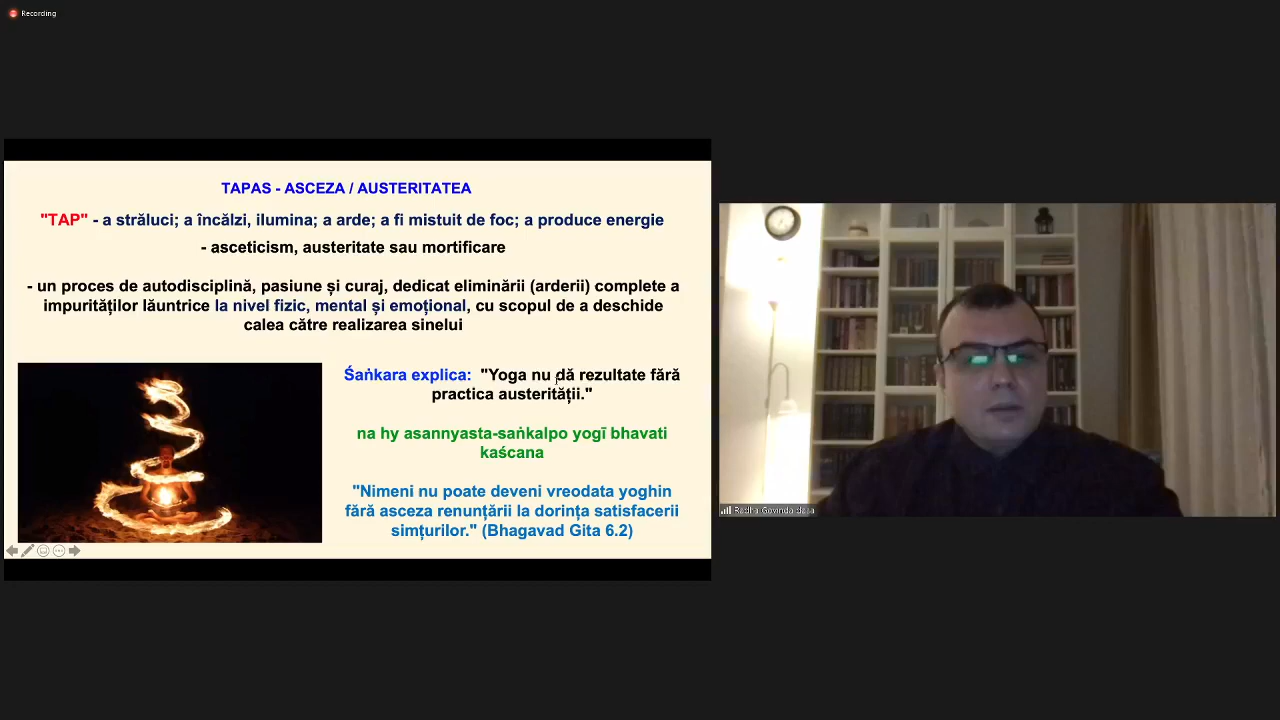 Recording
TAPAS - ASCEZA / AUSTERITATEA
"TAP" - a străluci; a încălzi, ilumina; a arde; a fi mistuit de foc; a produce energie
- asceticism, austeritate sau mortificare
- un proces de autodisciplină, pasiune și curaj, dedicat eliminării (arderii) complete a
impurităților lăuntrice la nivel fizic, mental și emoțional, cu scopul de a deschide
calea către realizarea sinelui
Śaṅkara explica: "Yoga nu dă rezultate fără
practica austerității."
na hy asannyasta-saṅkalpo yogī bhavati
kaścana
"Nimeni nu poate deveni vreodata yoghin
fără asceza renunțării la dorința satisfacerii
simțurilor." (Bhagavad Gita 6.2)
Radha-Govinda dasa